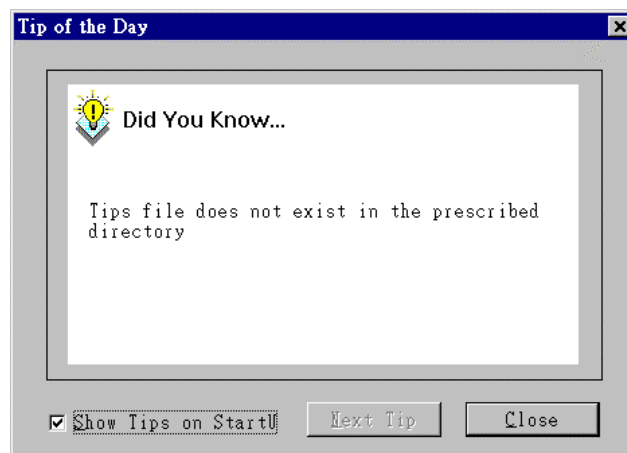 Tip of the Day
Did You Know...
Tips file does not exist in the prescribed
directory
Show Tips on StartU
Next Tip
Close